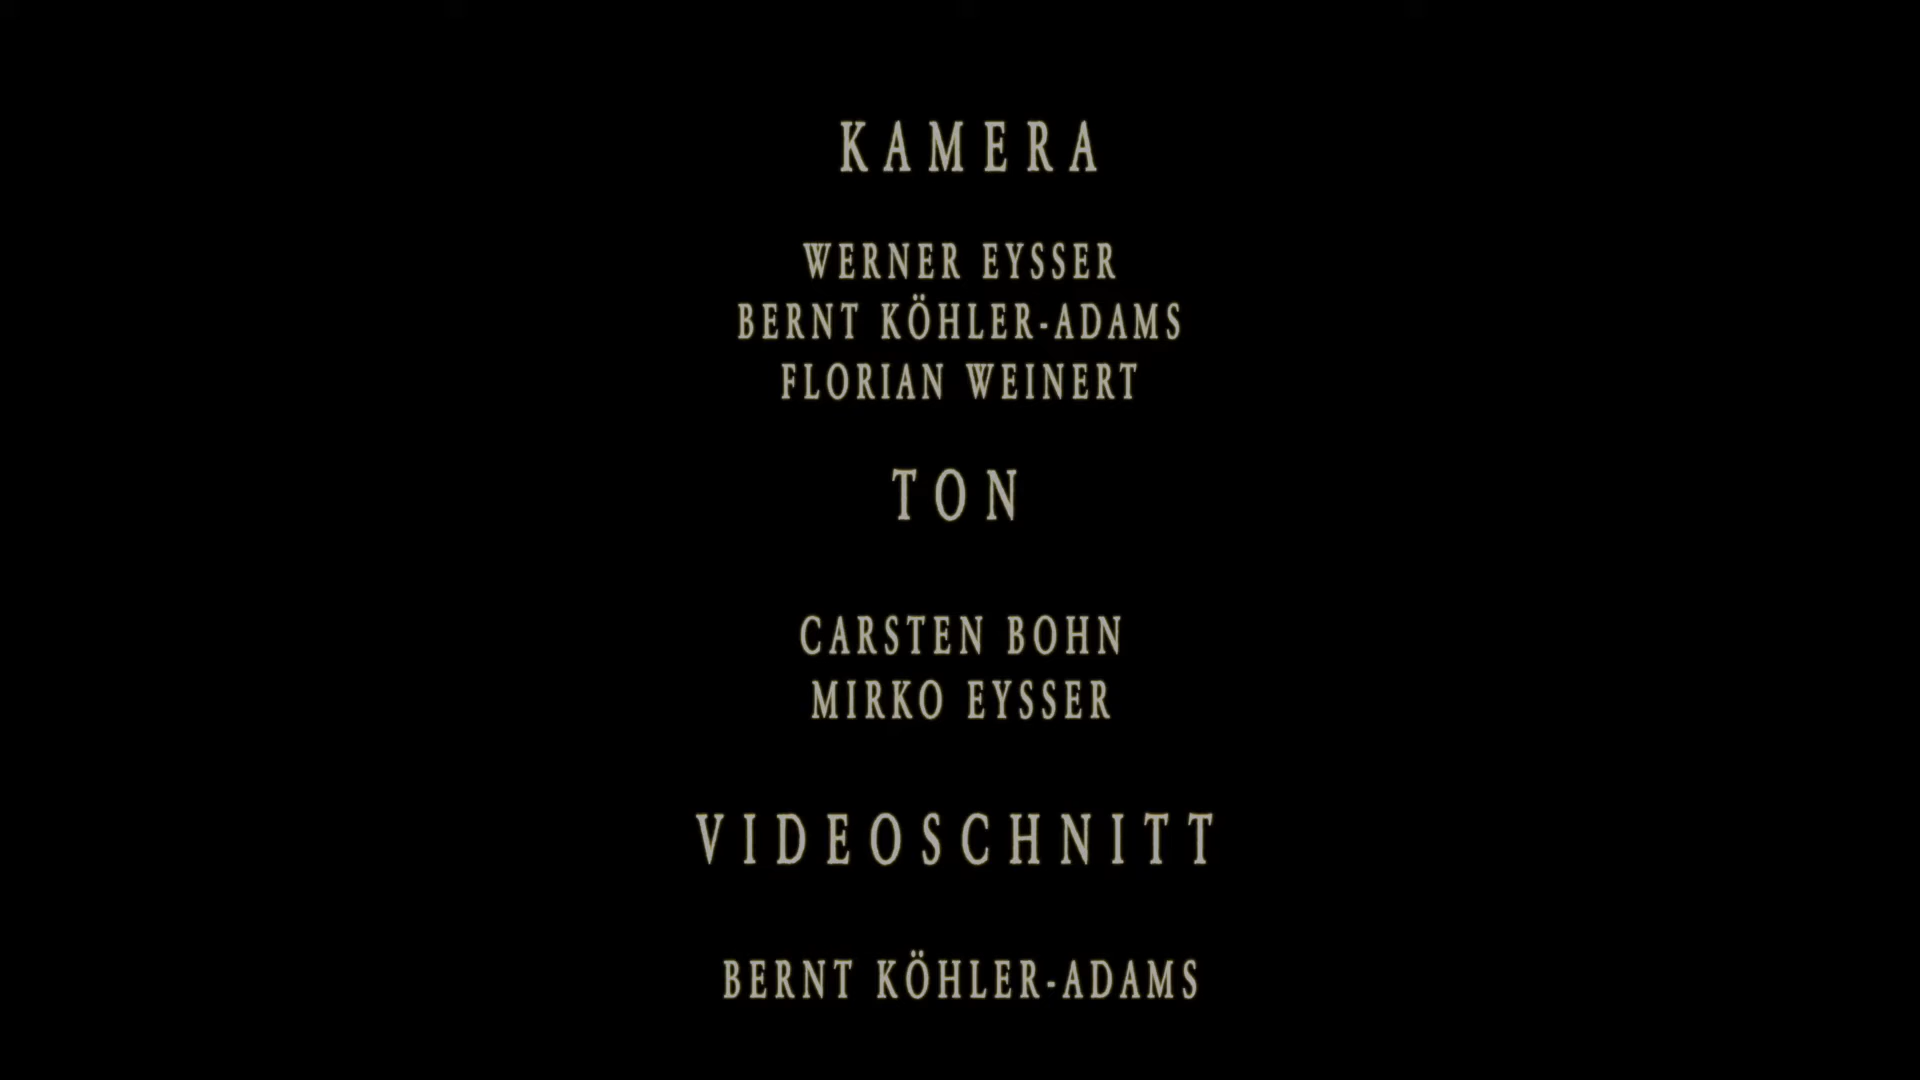 KAMERA
WERNER EYSSER
BERNT KÖHLER-ADAMS
FLORIAN WEINERT
TON
CARSTEN BOHN
MIRKO EYSSER
VIDEOSCHNITT
BERNT KÖHLER-ADAMS